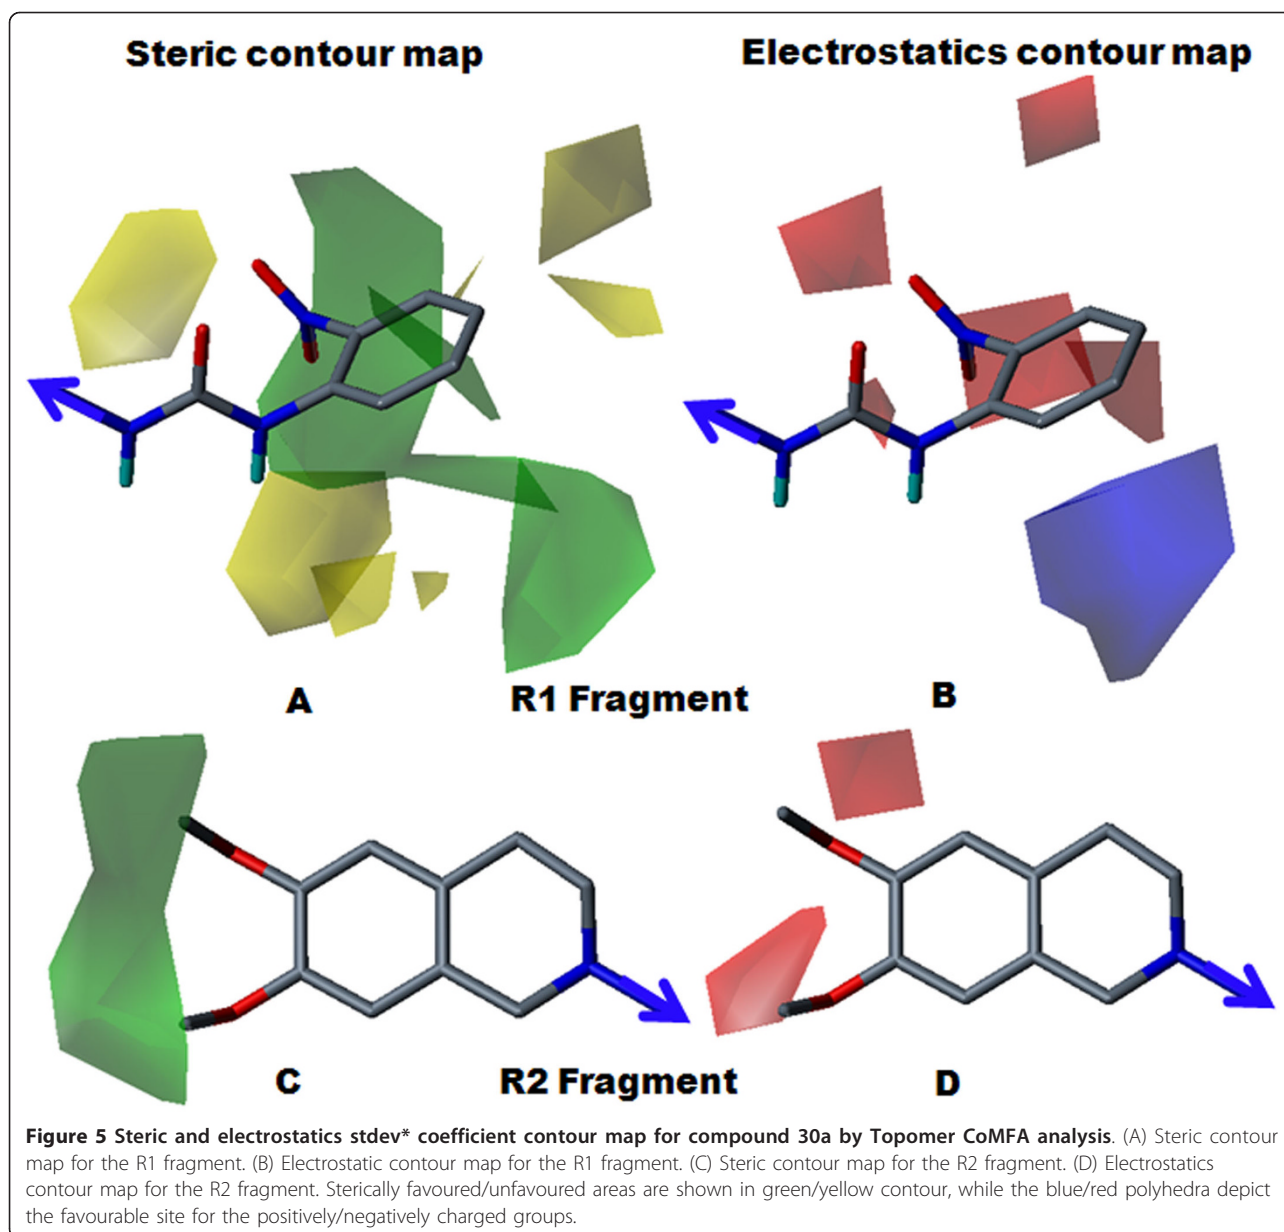 Steric contour map
Electrostatics contour map
A
R1 Fragment
B
C
R2 Fragment
D
Figure 5 Steric and electrostatics stdev* coefficient contour map for compound 30a by Topomer CoMFA analysis. (A) Steric contour
map for the R1 fragment. (B) Electrostatic contour map for the R1 fragment. (C) Steric contour map for the R2 fragment. (D) Electrostatics
contour map for the R2 fragment. Sterically favoured/unfavoured areas are shown in green/yellow contour, while the blue/red polyhedra depict
the favourable site for the positively/negatively charged groups.